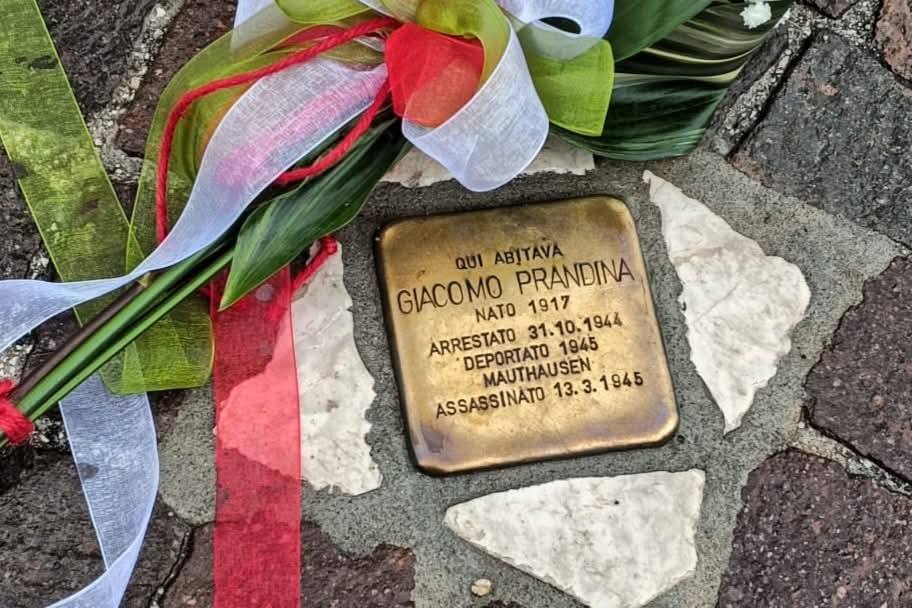 QUI ABITAVA
GIACOMO PRANDINA
NATO 1917
ARRESTATO 31.10.1944
DEPORTATO 1945
MAUTHAUSEN
ASSASSINATO 13.3.1945